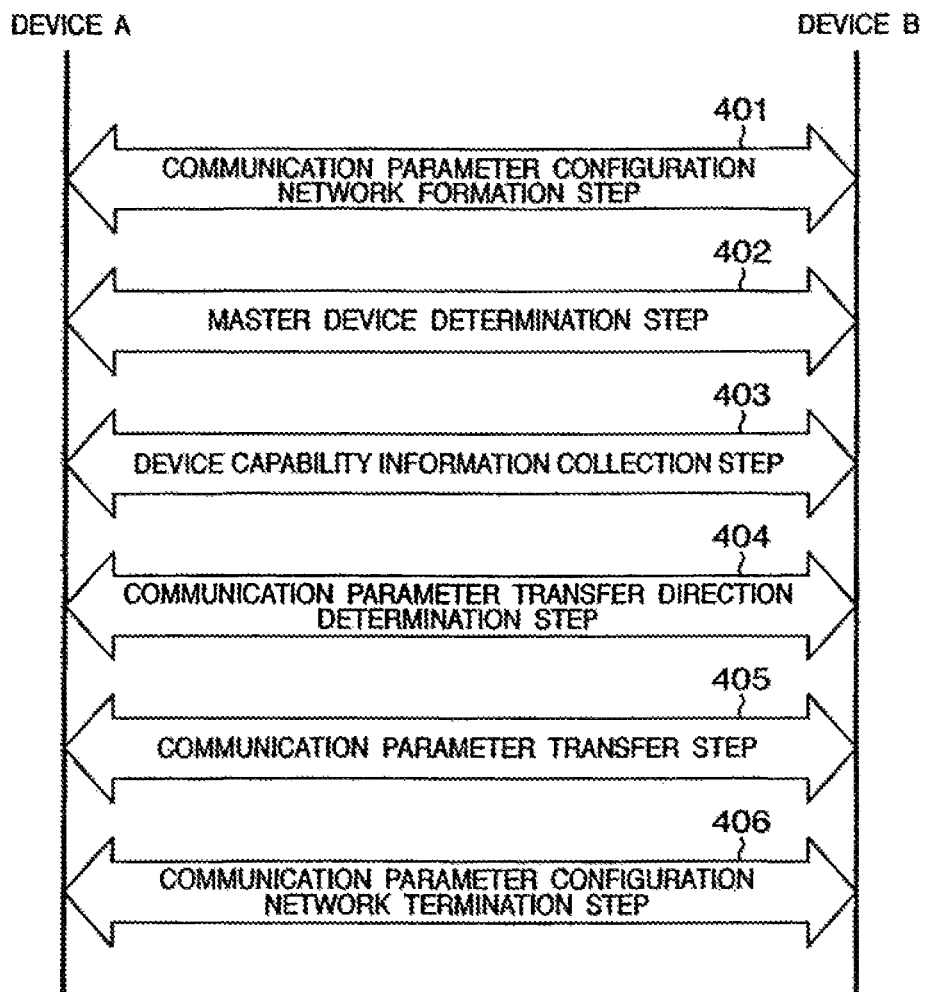 DEVICE A
DEVICE B
401
COMMUNICATION PARAMETER CONFIGURATION
NETWORK FORMATION STEP
402
MASTER DEVICE DETERMINATION STEP
403
DEVICE CAPABILITY INFORMATION COLLECTION STEP
404
COMMUNICATION PARAMETER TRANSFER DIRECTION
DETERMINATION STEP
405
COMMUNICATION PARAMETER TRANSFER STEP
406
COMMUNICATION PARAMETER CONFIGURATION
NETWORK TERMINATION STEP